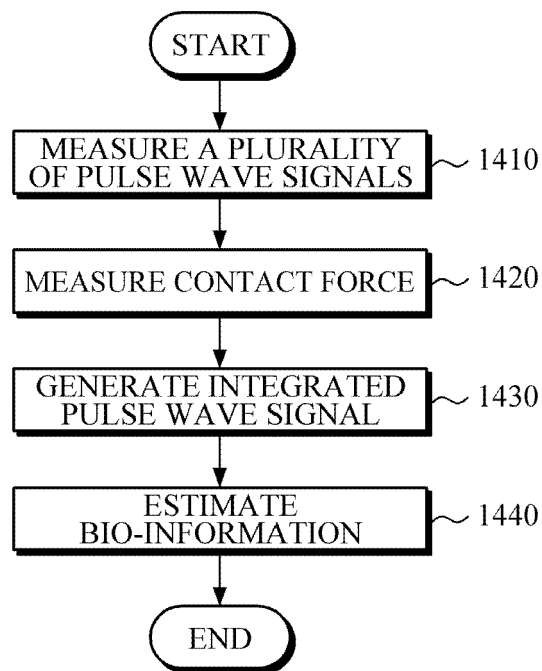 START
MEASURE A PLURALITY
OF PULSE WAVE SIGNALS
1410
MEASURE CONTACT FORCE
1420
GENERATE INTEGRATED
PULSE WAVE SIGNAL
1430
ESTIMATE
BIO-INFORMATION
1440
END